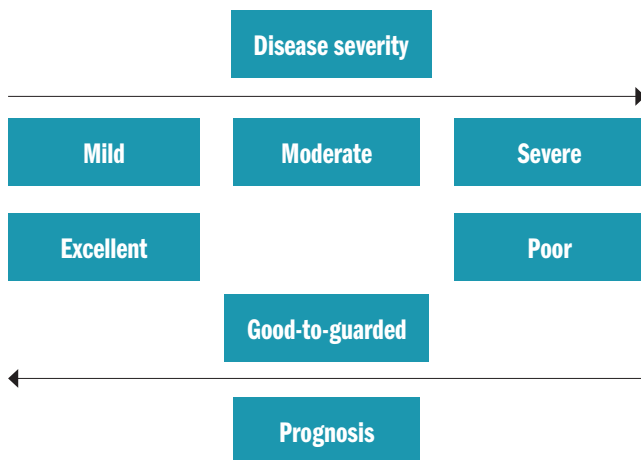 Disease severity
Mild
Moderate
Severe
Excellent
Poor
Good-to-guarded
Prognosis